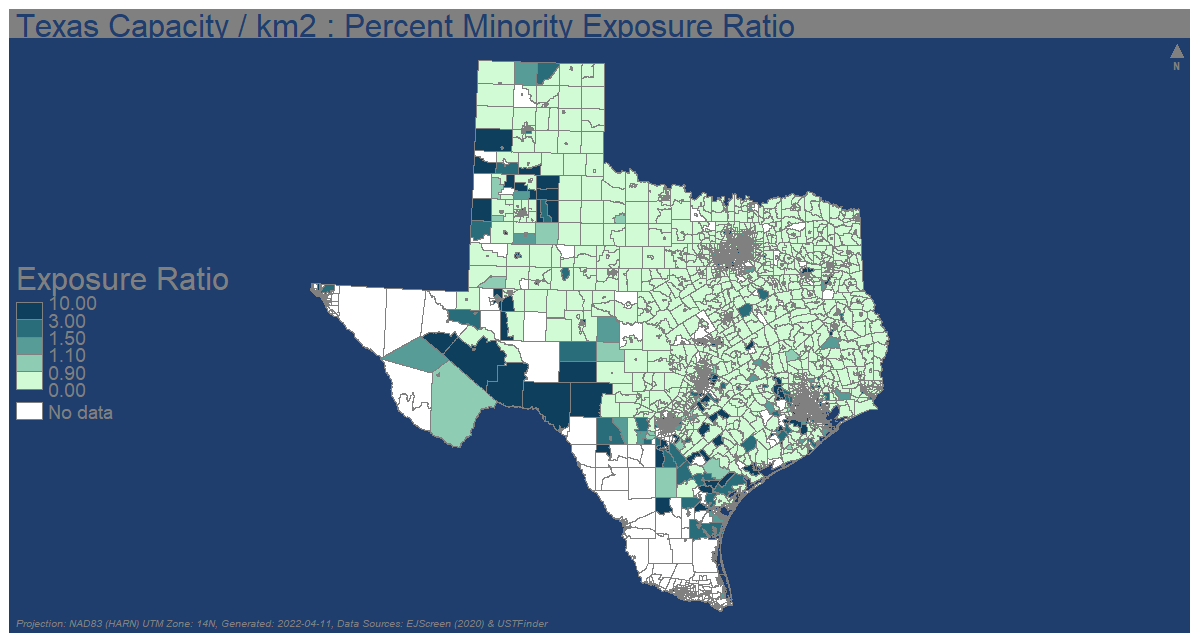 Texas Capacity / km2 : Percent Minority Exposure Ratio
N
Exposure Ratio
10.00
3.00
1.50
1.10
0.90
0.00
No data
Projection: NAD83 (HARN) UTM Zone: 14N, Generated: 2022-04-11, Data Sources: EJScreen (2020) & USTFinder